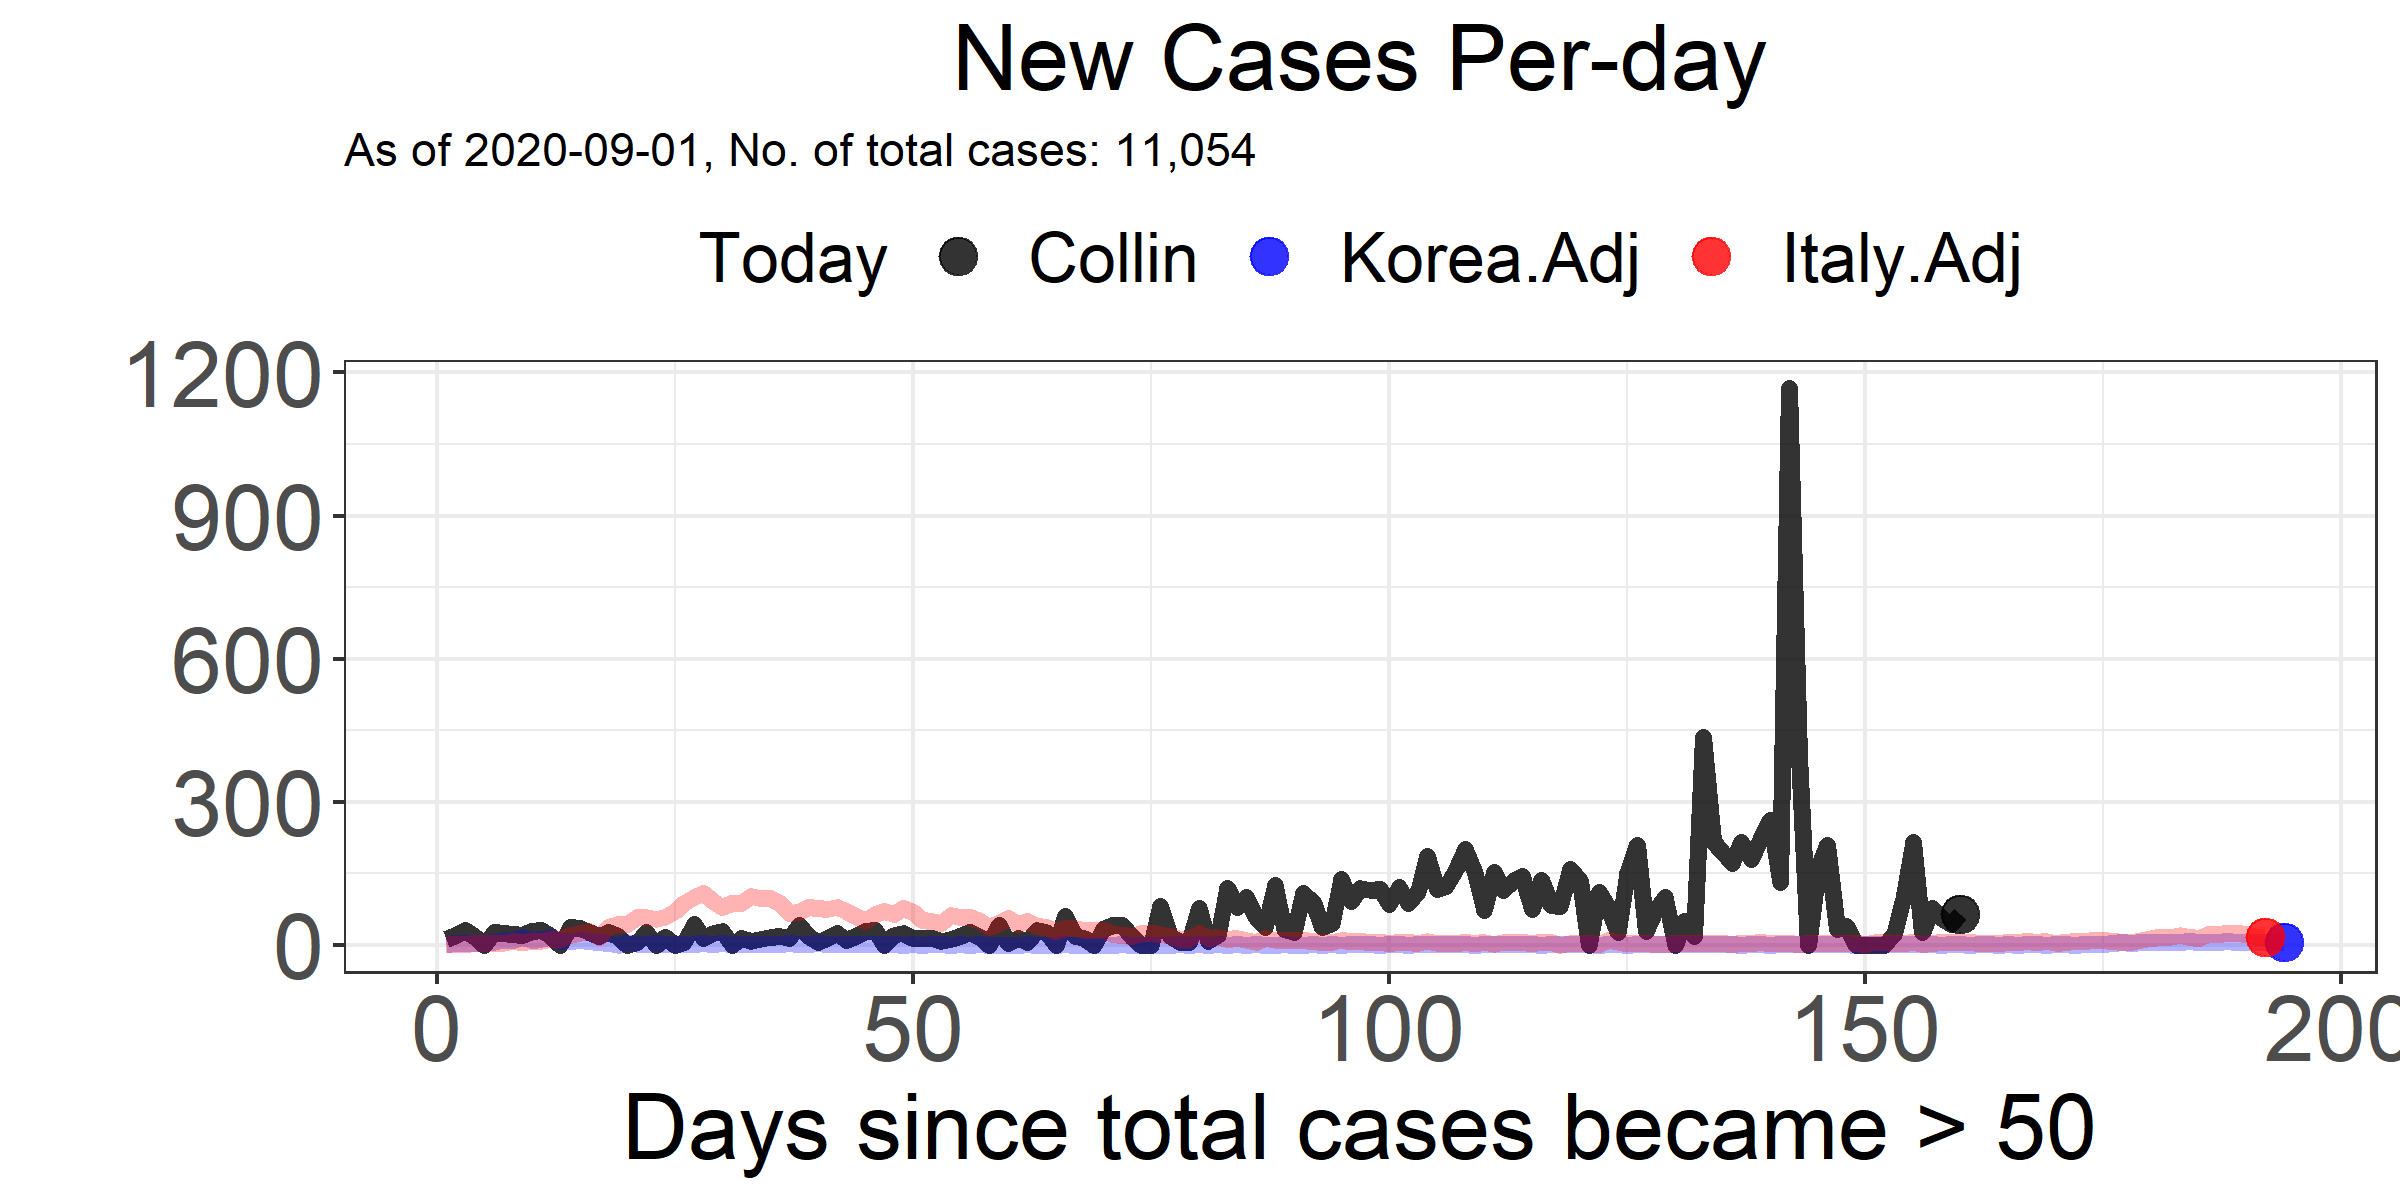 New Cases Per-day
As of 2020-09-01, No. of total cases: 11,054
Today Collin Korea.Adj Italy.Adj
1200
900
600
300
0
0 50 100 150 200
Days since total cases became > 50